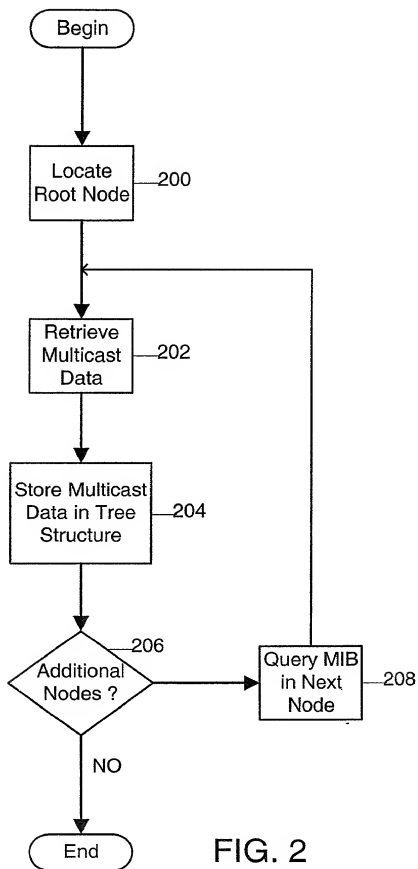 Begin
Locate
Root Node
200
Retrieve
Multicast
Data
202
Store Multicast
Data in Tree
Structure
204
206
Additional
Nodes ?
Query MIB
in Next
Node
208
NO
End
FIG. 2